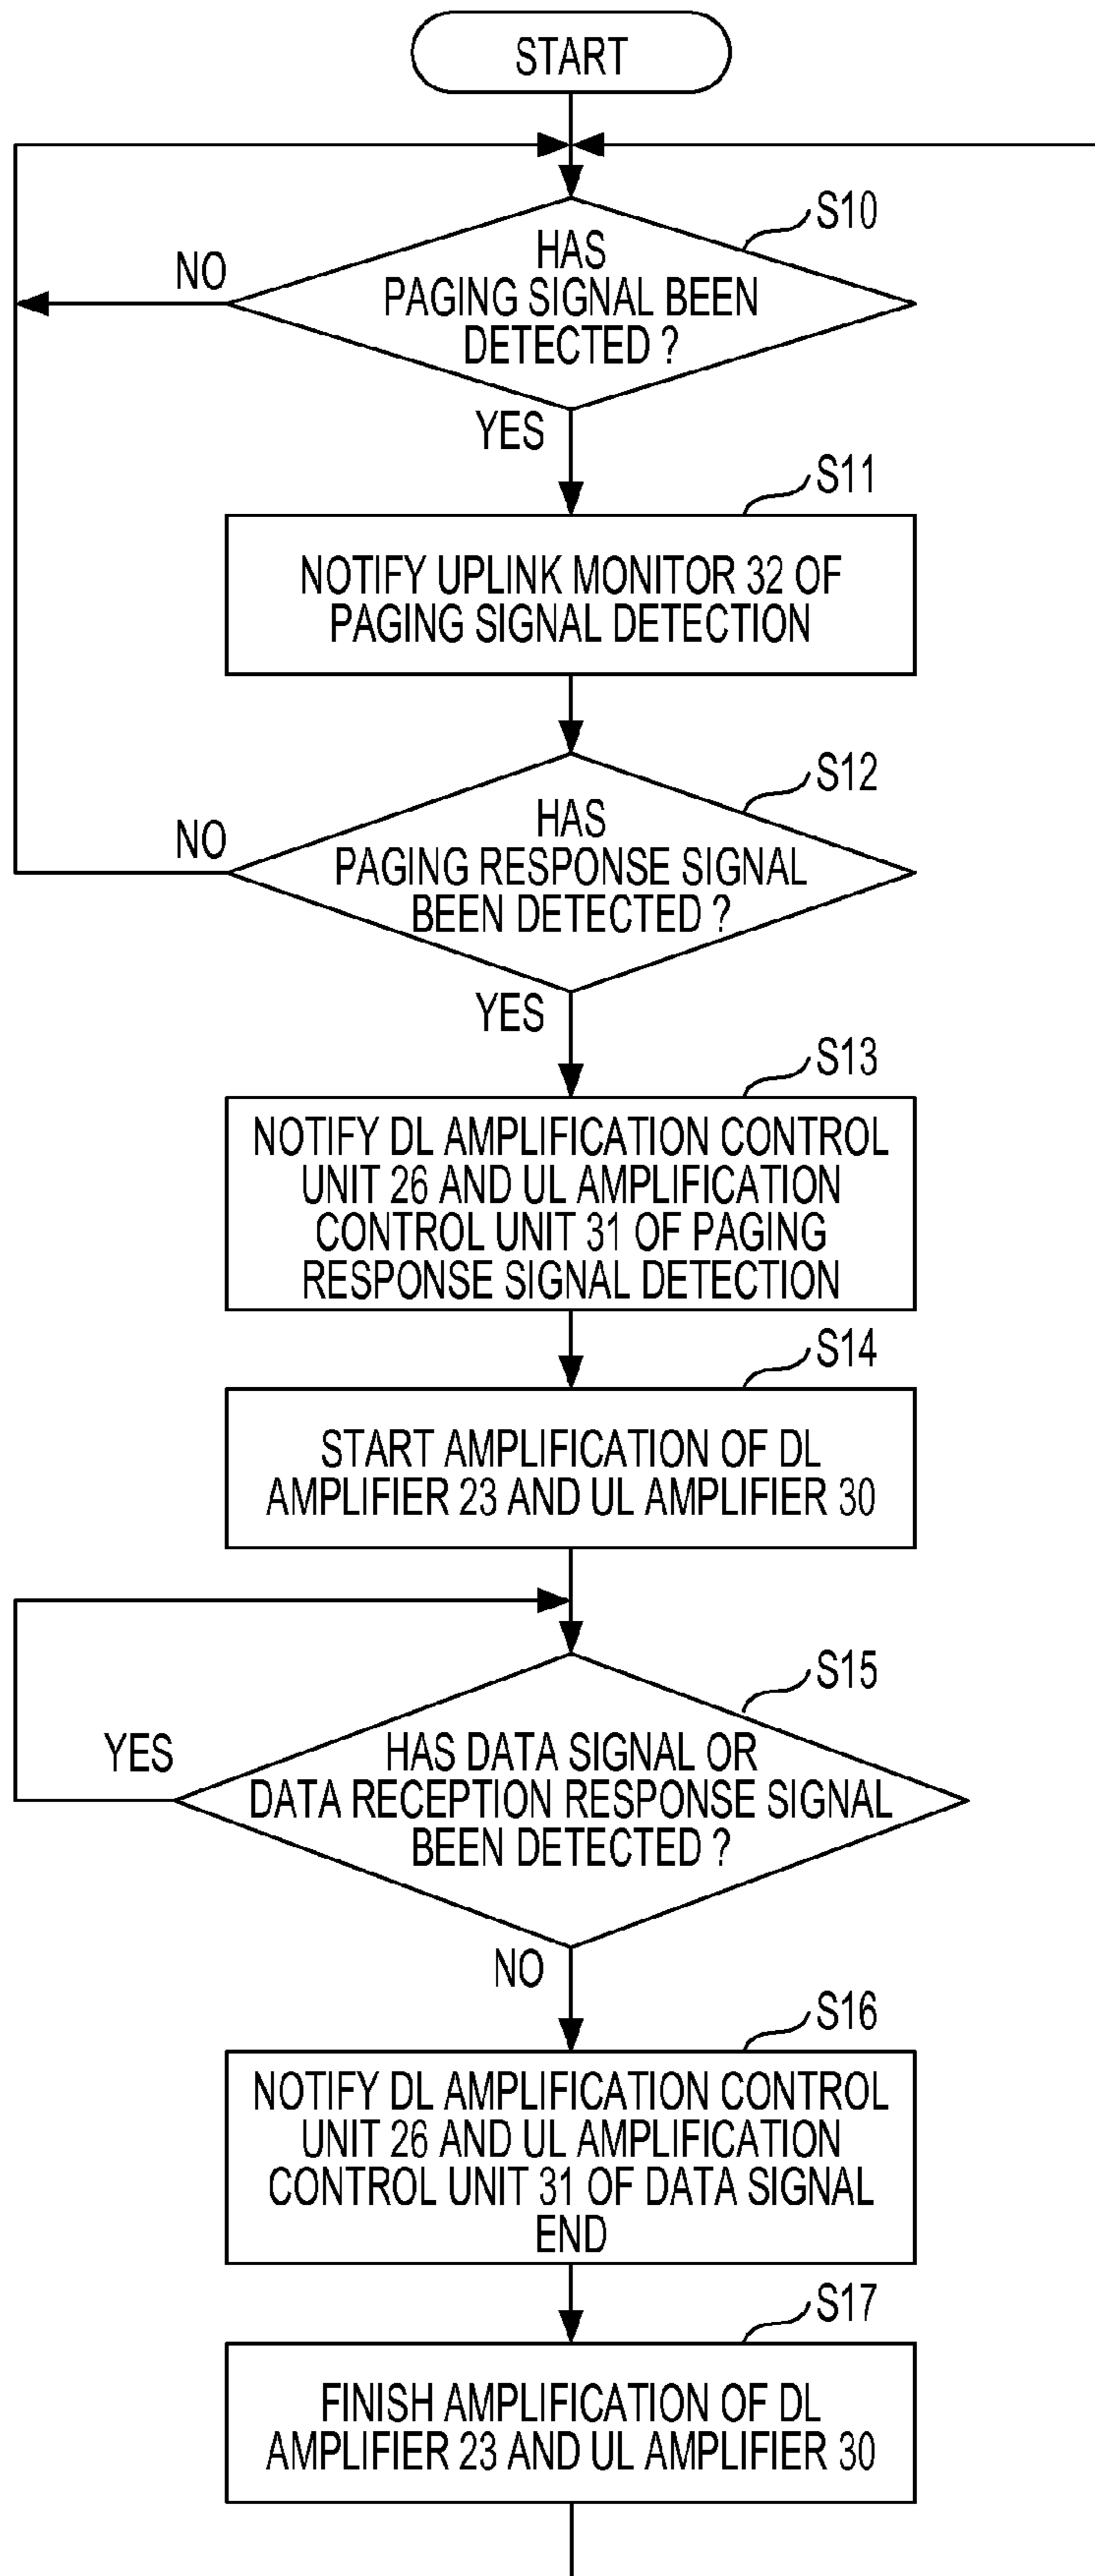 START
S10
NO
HAS
PAGING SIGNAL BEEN
DETECTED ?
YES
S11
NOTIFY UPLINK MONITOR 32 OF
PAGING SIGNAL DETECTION
S12
NO
HAS
PAGING RESPONSE SIGNAL
BEEN DETECTED ?
YES
S13
NOTIFY DL AMPLIFICATION CONTROL
UNIT 26 AND UL AMPLIFICATION
CONTROL UNIT 31 OF PAGING
RESPONSE SIGNAL DETECTION
S14
START AMPLIFICATION OF DL
AMPLIFIER 23 AND UL AMPLIFIER 30
S15
YES
HAS DATA SIGNAL OR
DATA RECEPTION RESPONSE SIGNAL
BEEN DETECTED ?
NO
S16
NOTIFY DL AMPLIFICATION CONTROL
UNIT 26 AND UL AMPLIFICATION
CONTROL UNIT 31 OF DATA SIGNAL
END
S17
FINISH AMPLIFICATION OF DL
AMPLIFIER 23 AND UL AMPLIFIER 30